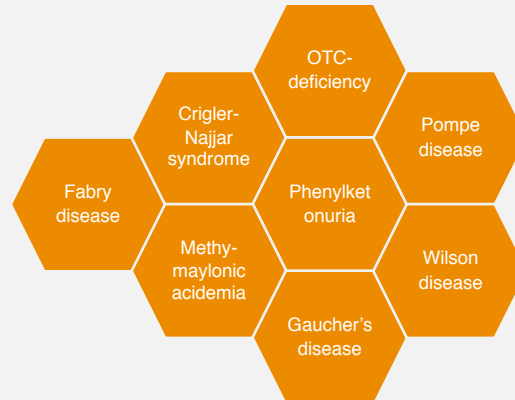 OTC-
deficiency
Crigler-
Najjar
syndrome
Pompe
disease
Fabry
disease
Phenylket
onuria
Methy-
maylonic
acidemia
Wilson
disease
Gaucher's
disease